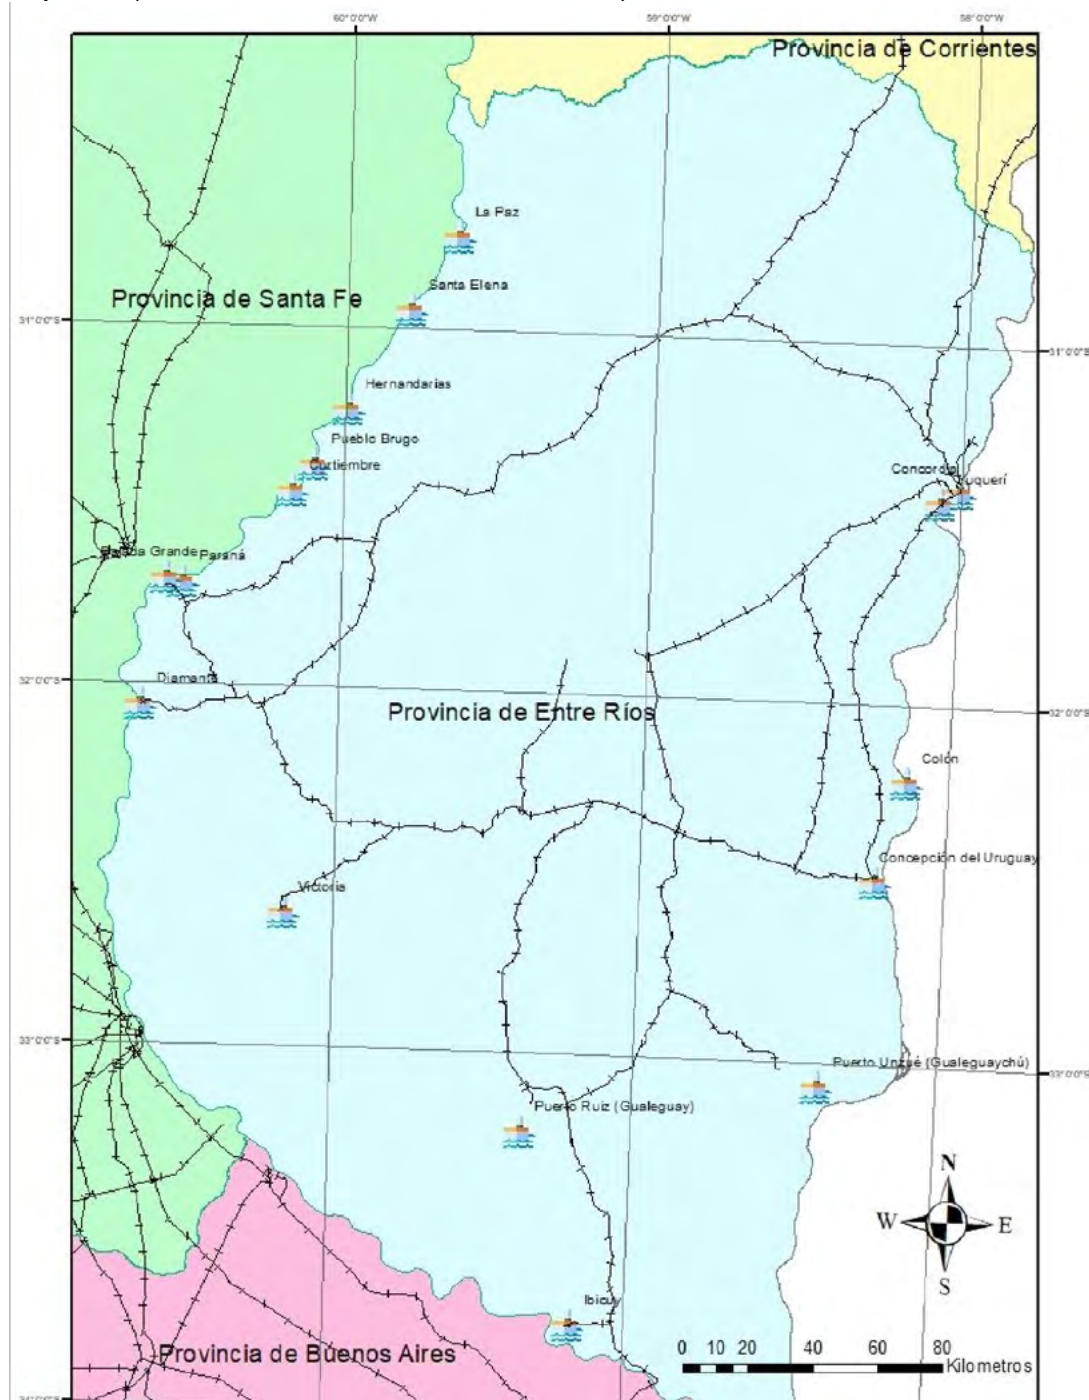 60°0'0"W
59°0'0"W
58°0'0"W
Provincia de Corrientes
La Paz
Santa Elena
Provincia de Santa Fe
31°0'0"S
31°0'0"S
Hernandarias
Pueblo Brugo
Curtiembre
Concordia
Yuquerí
Bajada Grande
Paraná
Diamante
32°0'0"S
32°0'0"S
Provincia de Entre Ríos
Colón
Concepción del Uruguay
Victoria
33°0'0"S
33°0'0"S
Puerto Unzué (Gualeguaychú)
Puerto Ruiz (Gualeguay)
N
W
E
S
Ibicuy
0 10 20 40 60 80
Kilometros
Provincia de Buenos Aires